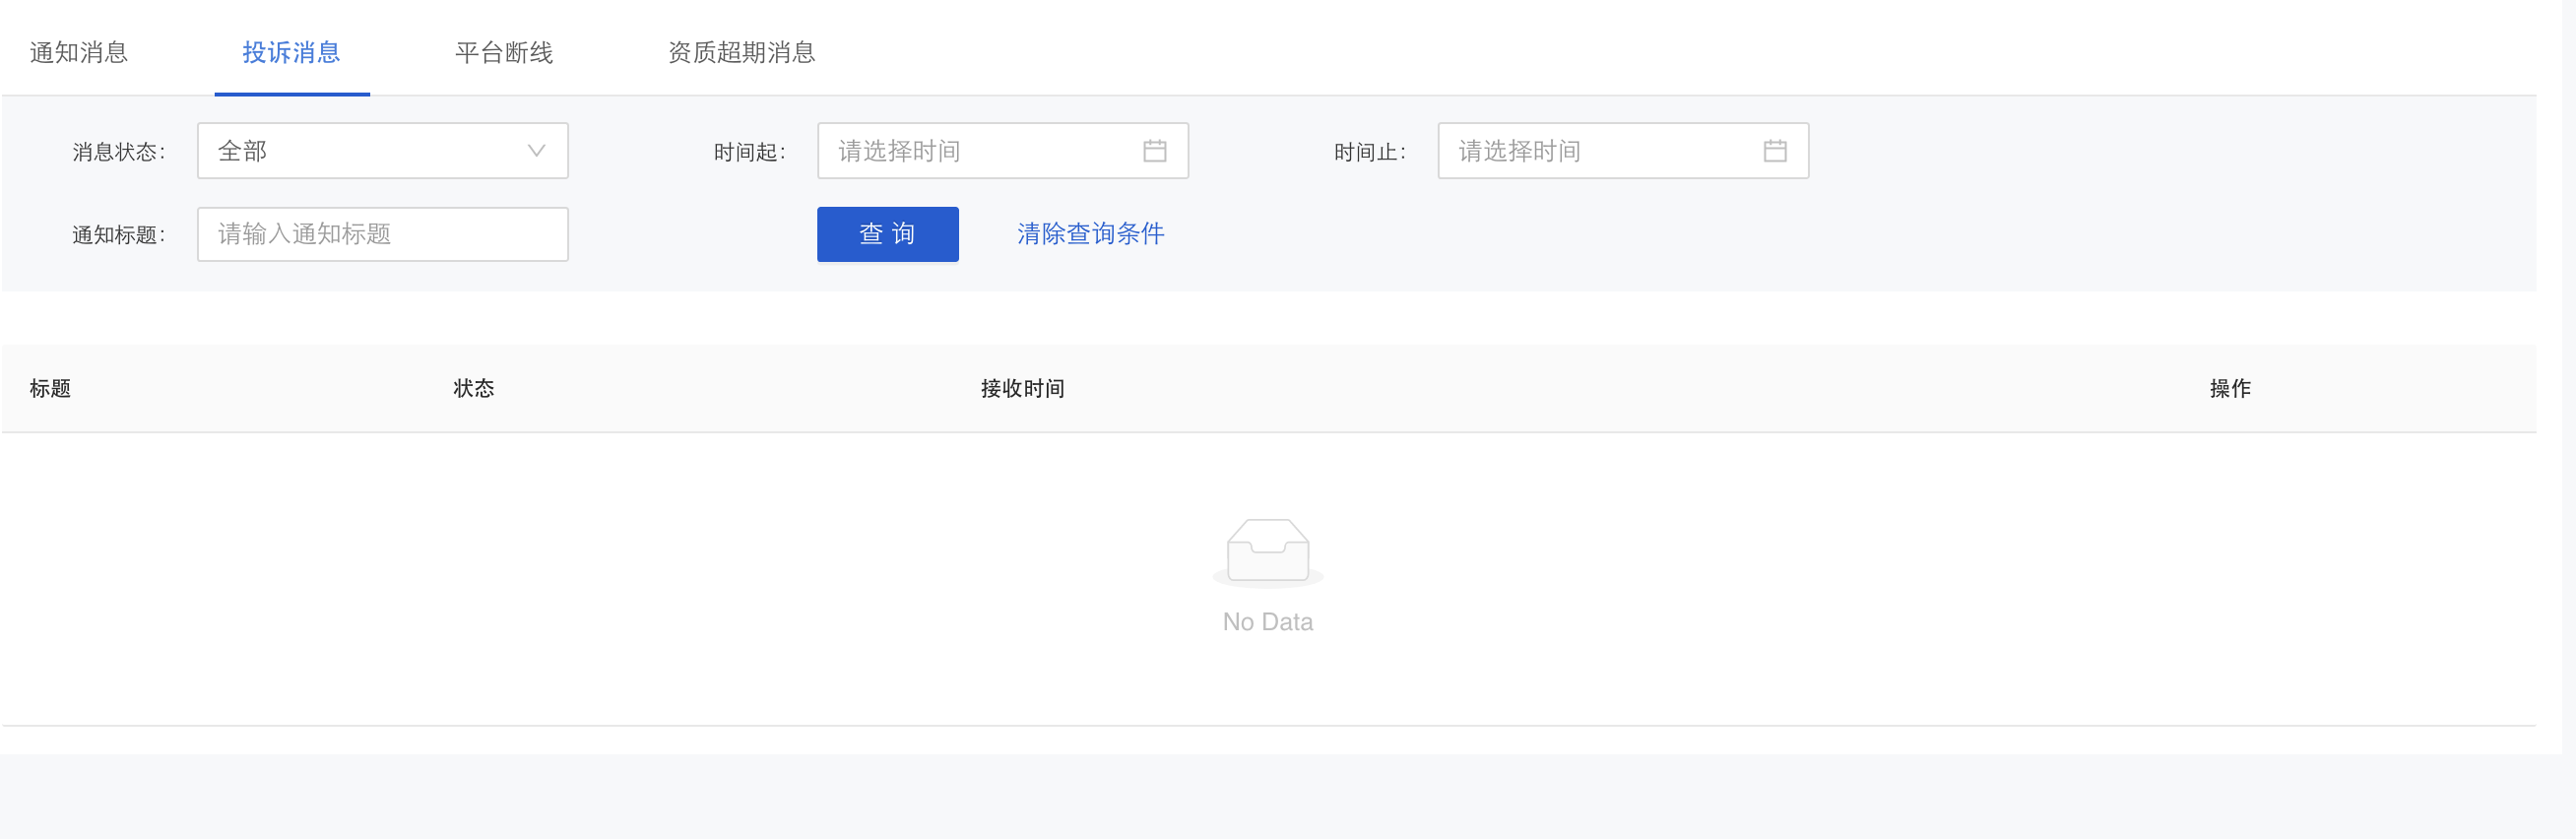 通知消息 投诉消息 平台断线 资质超期消息
消息状态： 全部 时间起： 请选择时间 时间止： 请选择时间
通知标题： 请输入通知标题 查 询 清除查询条件
标题 状态 接收时间 操作
No Data